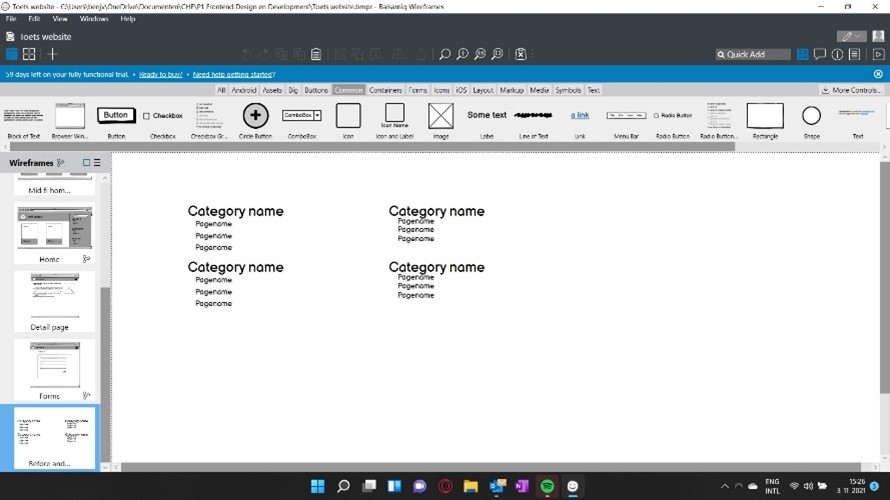 Toets website - C:\Users\benjv\OneDrive\Documenten\CHE\P1 Frontend Design en Development\Toets website.bmpr - Balsamiq Wireframes
File Edit View Windows Help
Toets website
Quick Add
59 days left on your fully functional trial. Ready to buy? - Need help getting started?
All Android Assets Big Buttons Common Containers Forms Icons iOS Layout Markup Media Symbols Text
More Controls...
Button
Checkbox
ComboBox
Icon Name
Some text
a link
Radio Button
Block of Text Browser Win... Button Checkbox Checkbox Gr... Circle Button ComboBox Icon Icon and Label Image Label Line of Text Link Menu Bar Radio Button Radio Button... Rectangle Shape Text
Wireframes
Mid fi hom...
Home
Detail page
Forms
Before and...
Category name
Pagename
Pagename
Pagename
Category name
Pagename
Pagename
Pagename
Category name
Pagename
Pagename
Pagename
Category name
Pagename
Pagename
Pagename
ENG
INTL
15:26
3 11 2021